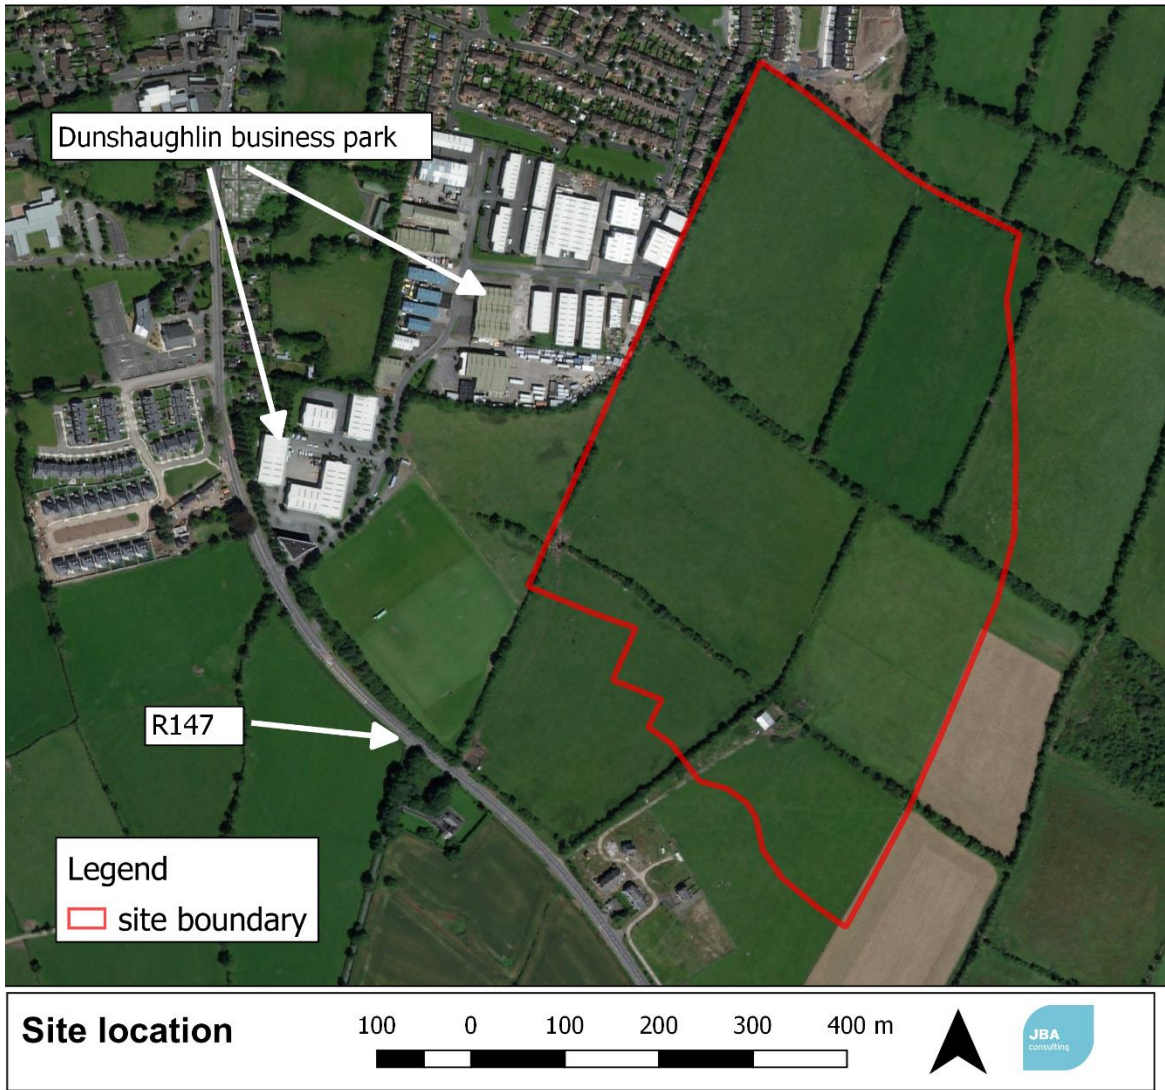 Dunshaughlin business park
R147
Legend
site boundary
Site location
100 0 100 200 300 400 m
JBA
consulting